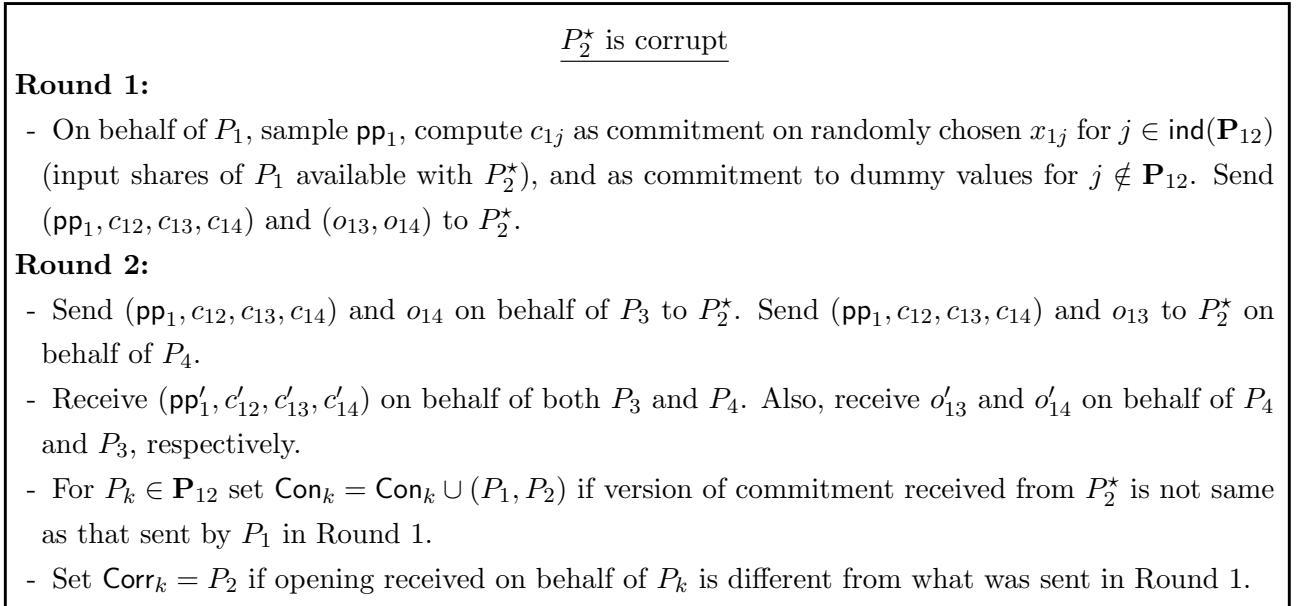 P₂⋆ is corrupt
Round 1:
- On behalf of P₁, sample pp₁, compute c₁ⱼ as commitment on randomly chosen x₁ⱼ for j ∈ ind(𝐏₁₂)
(input shares of P₁ available with P₂⋆), and as commitment to dummy values for j ∉ 𝐏₁₂. Send
(pp₁, c₁₂, c₁₃, c₁₄) and (o₁₃, o₁₄) to P₂⋆.
Round 2:
- Send (pp₁, c₁₂, c₁₃, c₁₄) and o₁₄ on behalf of P₃ to P₂⋆. Send (pp₁, c₁₂, c₁₃, c₁₄) and o₁₃ to P₂⋆ on
behalf of P₄.
- Receive (pp′₁, c′₁₂, c′₁₃, c′₁₄) on behalf of both P₃ and P₄. Also, receive o′₁₃ and o′₁₄ on behalf of P₄
and P₃, respectively.
- For Pₖ ∈ 𝐏₁₂ set Conₖ = Conₖ ∪ (P₁, P₂) if version of commitment received from P₂⋆ is not same
as that sent by P₁ in Round 1.
- Set Corrₖ = P₂ if opening received on behalf of Pₖ is different from what was sent in Round 1.